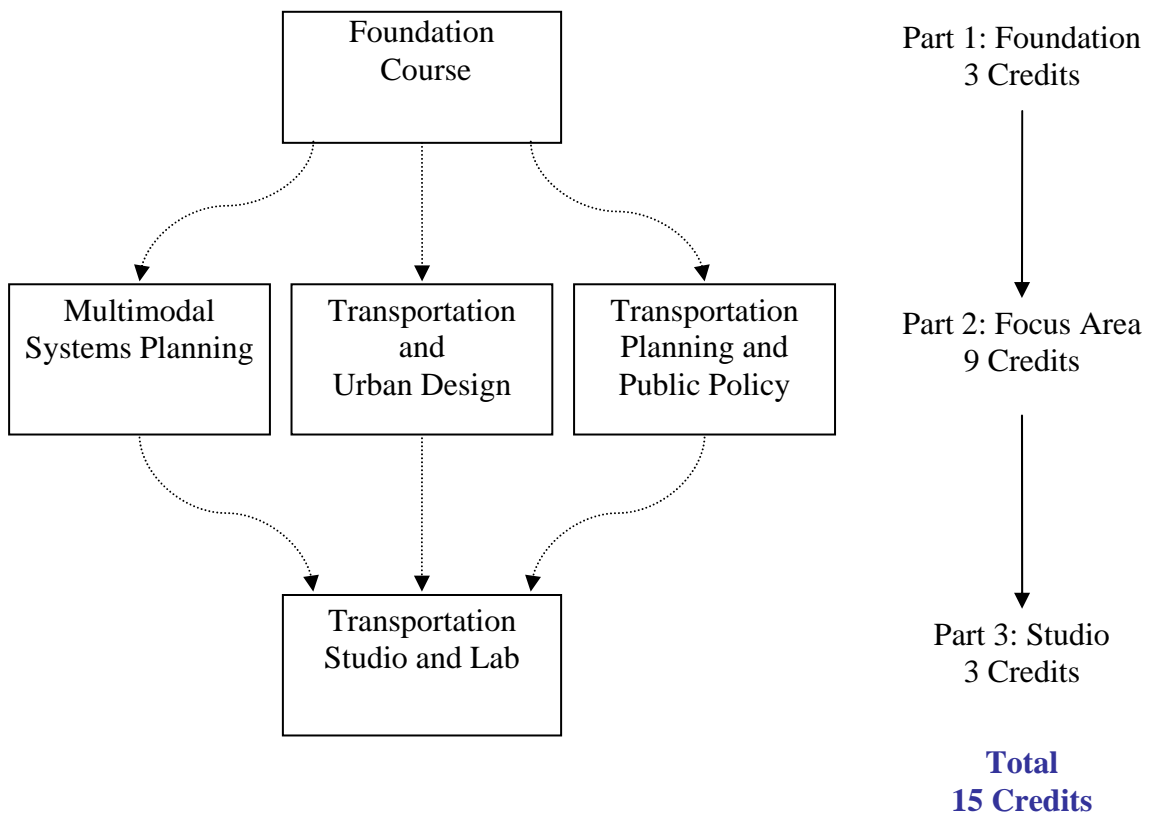 Foundation
Course
Part 1: Foundation
3 Credits
Multimodal
Systems Planning
Transportation
and
Urban Design
Transportation
Planning and
Public Policy
Part 2: Focus Area
9 Credits
Transportation
Studio and Lab
Part 3: Studio
3 Credits
Total
15 Credits